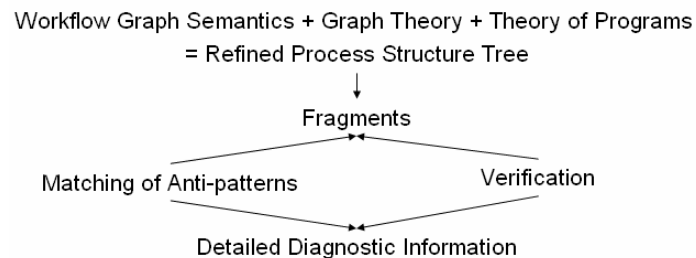 Workflow Graph Semantics + Graph Theory + Theory of Programs
= Refined Process Structure Tree
Fragments
Matching of Anti-patterns
Verification
Detailed Diagnostic Information